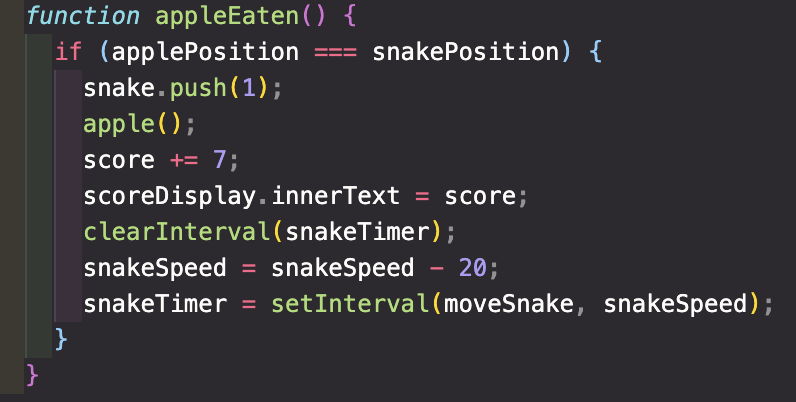 function appleEaten() {
if (applePosition === snakePosition) {
snake.push(1);
apple();
score += 7;
scoreDisplay.innerText = score;
clearInterval(snakeTimer);
snakeSpeed = snakeSpeed - 20;
snakeTimer = setInterval(moveSnake, snakeSpeed);
}
}